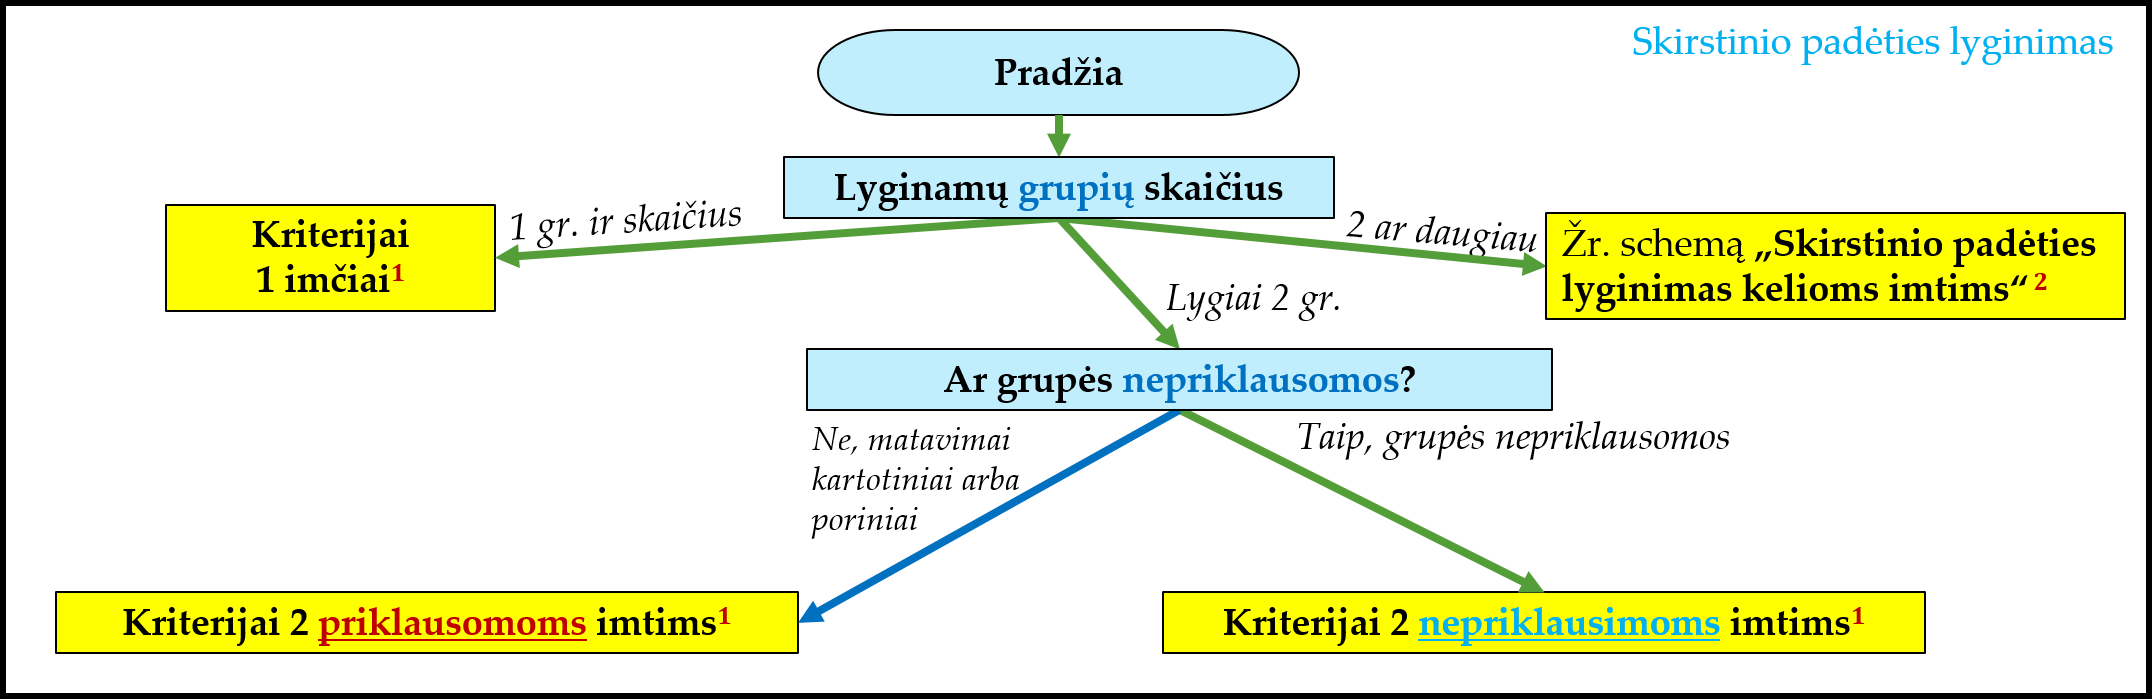 Skirstinio padėties lyginimas
Pradžia
Lyginamų grupių skaičius
1 gr. ir skaičius
2 ar daugiau
Kriterijai
1 imčiai¹
Žr. schemą „Skirstinio padėties
lyginimas kelioms imtims“ ²
Lygiai 2 gr.
Ar grupės nepriklausomos?
Ne, matavimai
kartotiniai arba
poriniai
Taip, grupės nepriklausomos
Kriterijai 2 priklausomoms imtims¹
Kriterijai 2 nepriklausimoms imtims¹